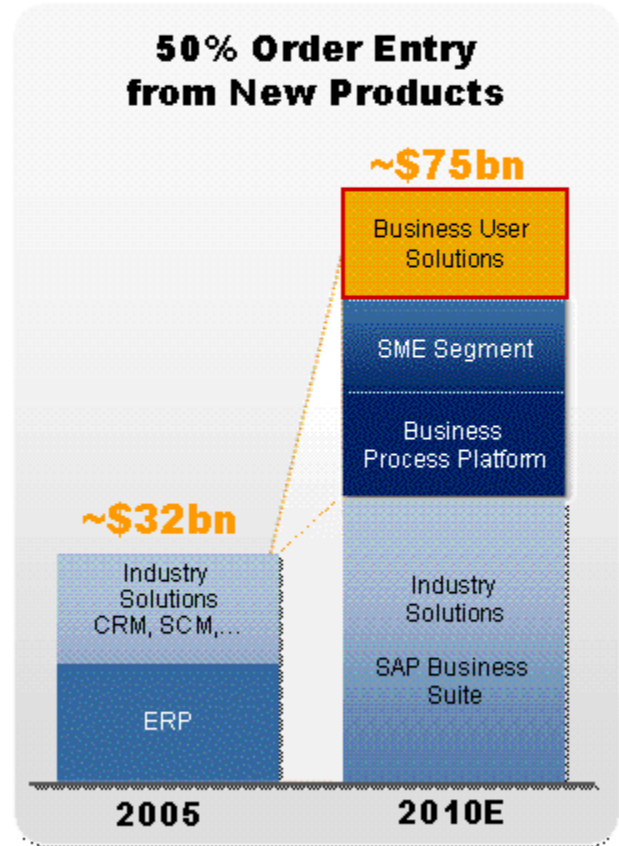 50% Order Entry
from New Products
~$75bn
Business User
Solutions
SME Segment
Business
Process Platform
~$32bn
Industry
Solutions
CRM, SCM,...
ERP
Industry
Solutions
SAP Business
Suite
2005
2010E